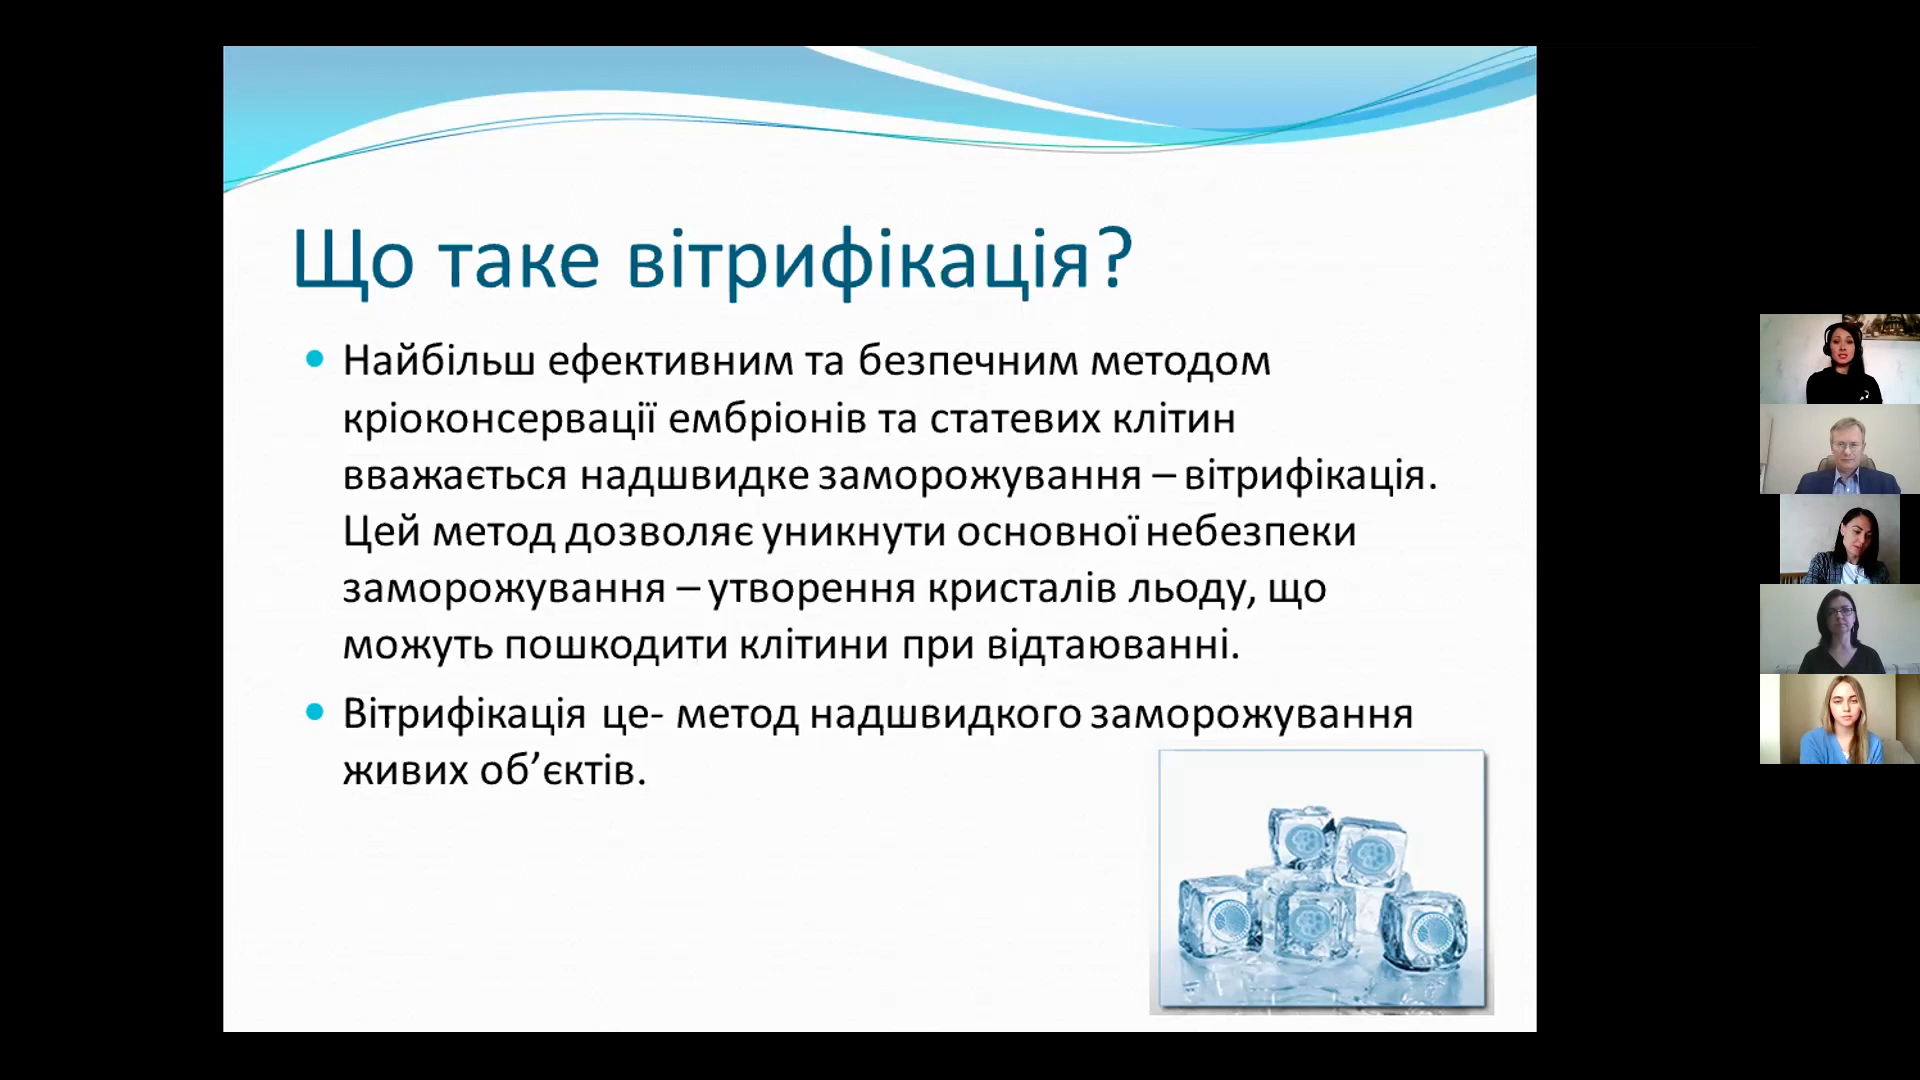 Що таке вітрифікація?
Найбільш ефективним та безпечним методом
кріоконсервації ембріонів та статевих клітин
вважається надшвидке заморожування – вітрифікація.
Цей метод дозволяє уникнути основної небезпеки
заморожування – утворення кристалів льоду, що
можуть пошкодити клітини при відтаюванні.
Вітрифікація це- метод надшвидкого заморожування
живих об’єктів.